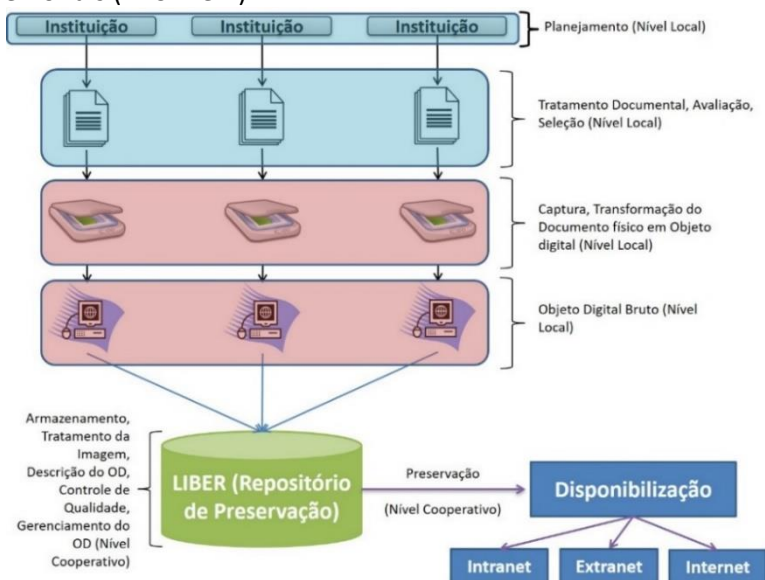 Instituição Instituição Instituição
Planejamento (Nível Local)
Tratamento Documental, Avaliação,
Seleção (Nível Local)
Captura, Transformação do
Documento físico em Objeto
digital (Nível Local)
Objeto Digital Bruto (Nível
Local)
Armazenamento,
Tratamento da
Imagem,
Descrição do OD,
Controle de
Qualidade,
Gerenciamento do
OD (Nível
Cooperativo)
LIBER (Repositório
de Preservação)
Preservação
(Nível Cooperativo)
Disponibilização
Intranet Extranet Internet